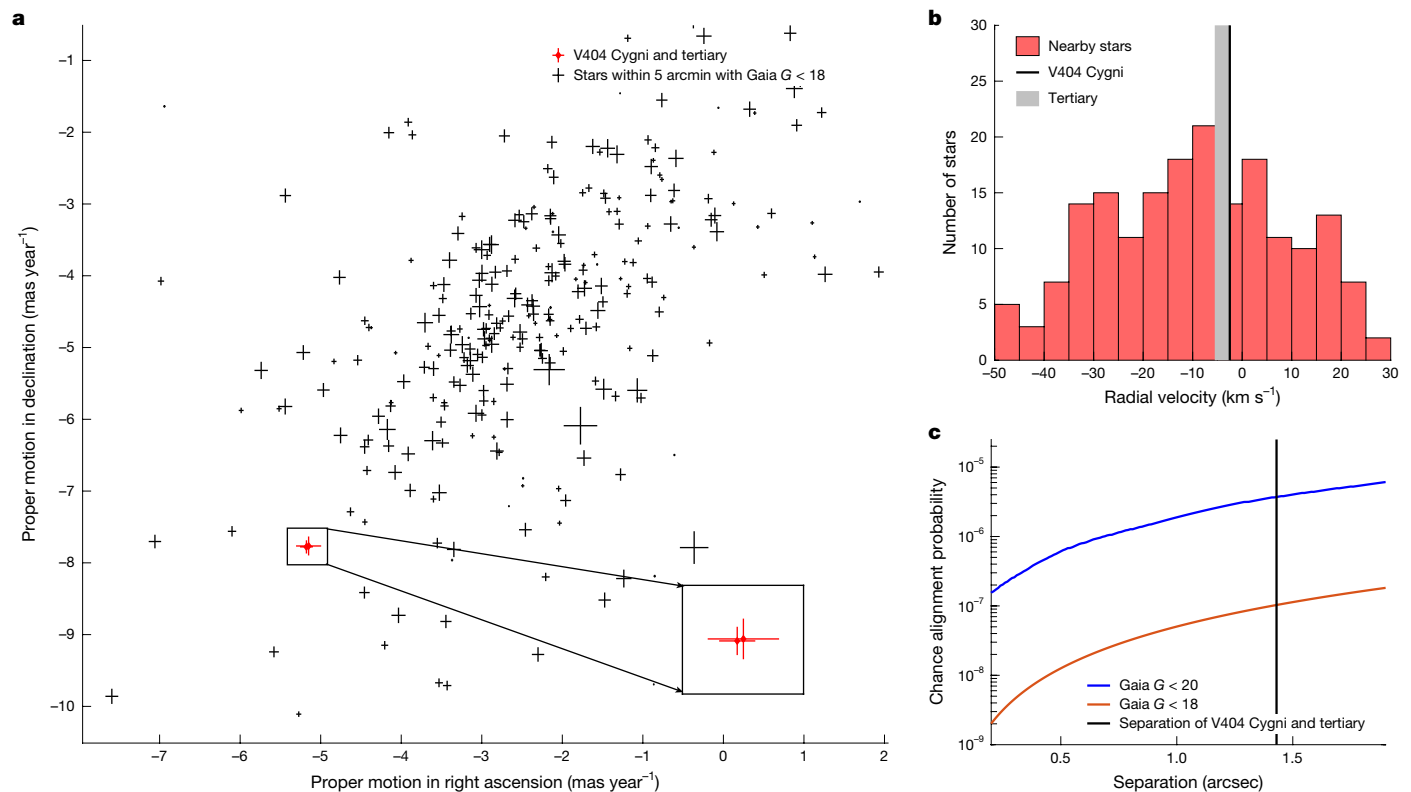 a
V404 Cygni and tertiary
Stars within 5 arcmin with Gaia G < 18
–1
–2
–3
–4
–5
–6
–7
–8
–9
–10
Proper motion in declination (mas year⁻¹)
–7
–6
–5
–4
–3
–2
–1
0
1
2
Proper motion in right ascension (mas year⁻¹)
b
Nearby stars
V404 Cygni
Tertiary
30
25
20
15
10
5
0
Number of stars
–50
–40
–30
–20
–10
0
10
20
30
Radial velocity (km s⁻¹)
c
10⁻⁵
10⁻⁶
10⁻⁷
10⁻⁸
10⁻⁹
Chance alignment probability
Gaia G < 20
Gaia G < 18
Separation of V404 Cygni and tertiary
0.5
1.0
1.5
Separation (arcsec)